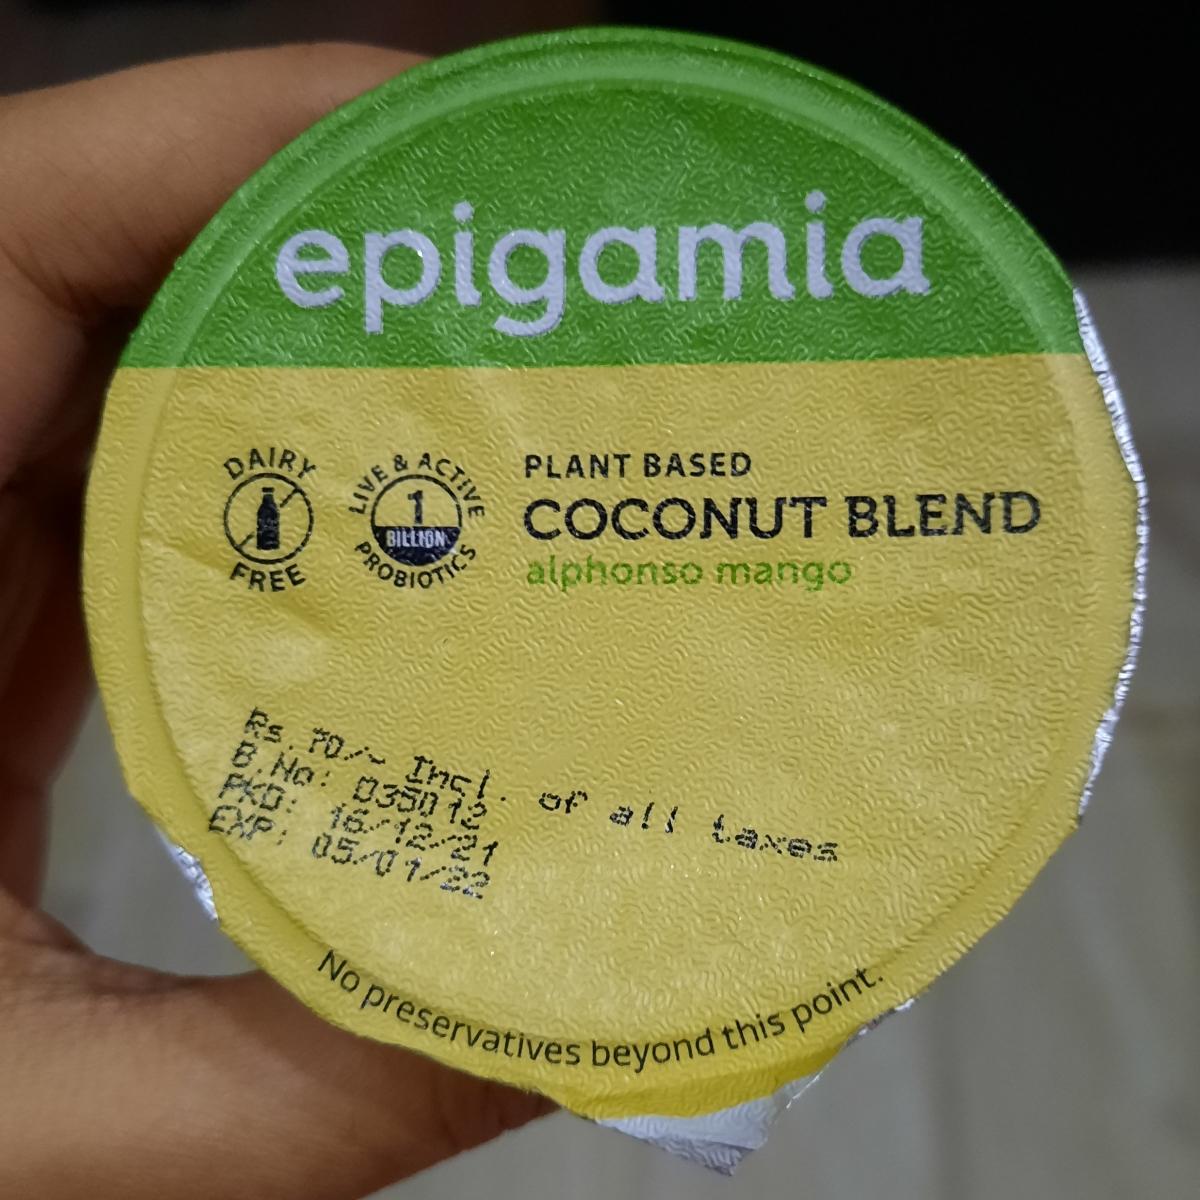 epigamia
DAIRY
FREE
LIVE & ACTIVE
1
BILLION
PROBIOTICS
PLANT BASED
COCONUT BLEND
alphonso mango
Rs. 70/- Incl. of all taxes
B.No: 035012
PKD: 16/12/21
EXP: 05/01/22
No preservatives beyond this point.